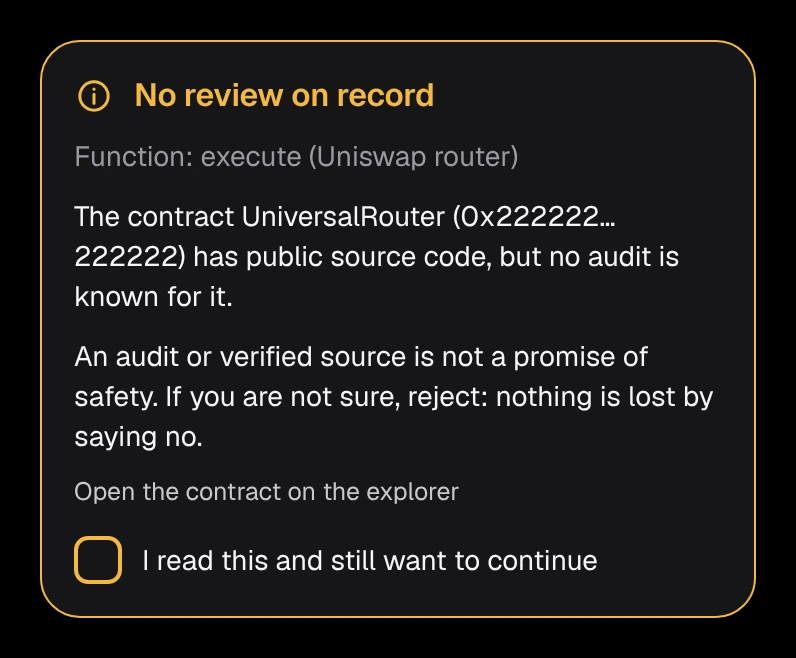 No review on record
Function: execute (Uniswap router)
The contract UniversalRouter (0x222222…
222222) has public source code, but no audit is
known for it.
An audit or verified source is not a promise of
safety. If you are not sure, reject: nothing is lost by
saying no.
Open the contract on the explorer
I read this and still want to continue